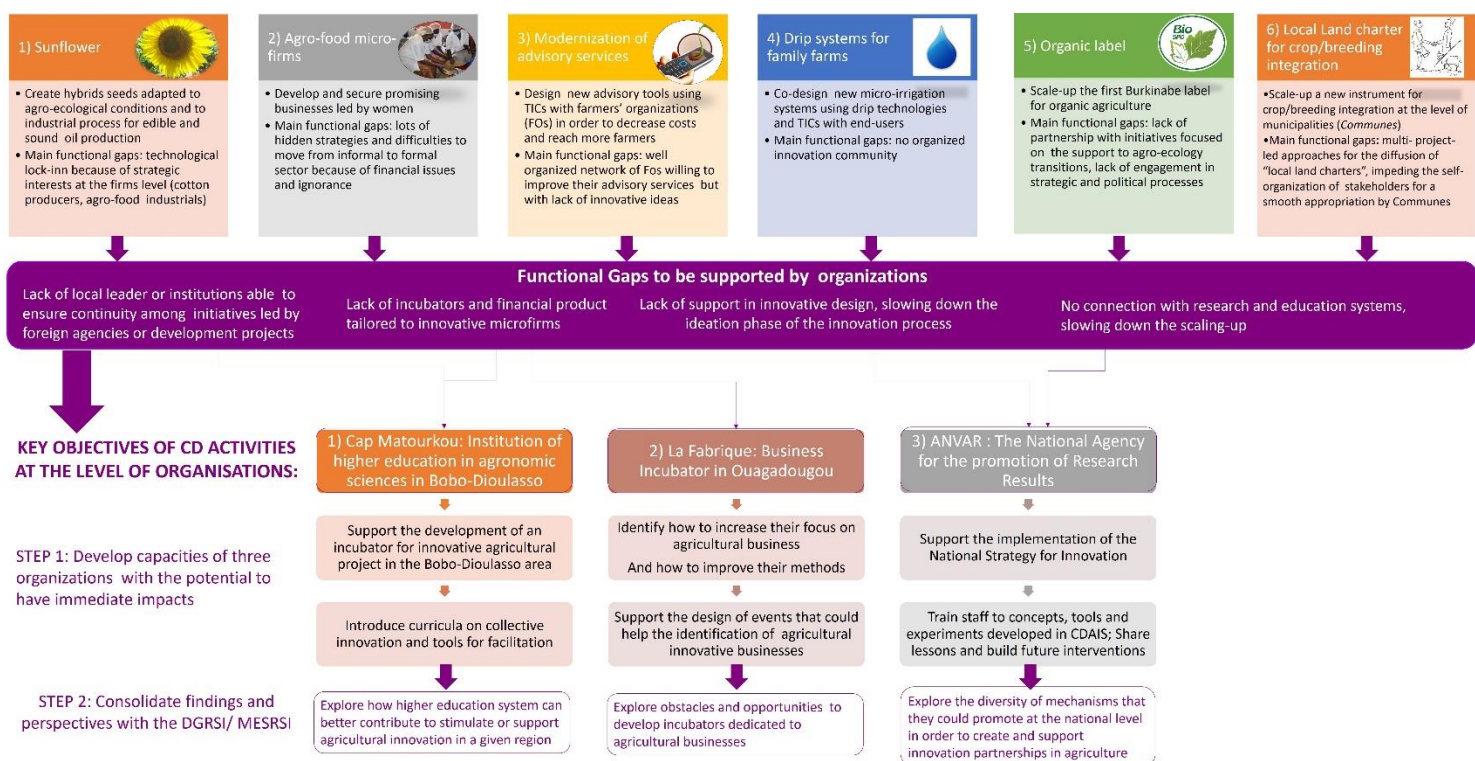 1) Sunflower
Create hybrids seeds adapted to
agro-ecological conditions and to
industrial process for edible and
sound oil production
Main functional gaps: technological
lock-inn because of strategic
interests at the firms level (cotton
producers, agro-food industrials)
2) Agro-food micro-
firms
Develop and secure promising
businesses led by women
Main functional gaps: lots of
hidden strategies and difficulties to
move from informal to formal
sector because of financial issues
and ignorance
3) Modernization of
advisory services
Design new advisory tools using
TICs with farmers' organizations
(FOs) in order to decrease costs
and reach more farmers
Main functional gaps: well
organized network of Fos willing to
improve their advisory services but
with lack of innovative ideas
4) Drip systems for
family farms
Co-design new micro-irrigation
systems using drip technologies
and TICs with end-users
Main functional gaps: no organized
innovation community
5) Organic label
Bio
SPG
Scale-up the first Burkinabe label
for organic agriculture
Main functional gaps: lack of
partnership with initiatives focused
on the support to agro-ecology
transitions, lack of engagement in
strategic and political processes
6) Local Land charter
for crop/breeding
integration
•Scale-up a new instrument for
crop/breeding integration at the level of
municipalities (Communes)
•Main functional gaps: multi- project-
led approaches for the diffusion of
"local land charters", impeding the self-
organization of stakeholders for a
smooth appropriation by Communes
Functional Gaps to be supported by organizations
Lack of local leader or institutions able to
ensure continuity among initiatives led by
foreign agencies or development projects
Lack of incubators and financial product
tailored to innovative microfirms
Lack of support in innovative design, slowing down the
ideation phase of the innovation process
No connection with research and education systems,
slowing down the scaling-up
KEY OBJECTIVES OF CD ACTIVITIES
AT THE LEVEL OF ORGANISATIONS:
1) Cap Matourkou: Institution of
higher education in agronomic
sciences in Bobo-Dioulasso
2) La Fabrique: Business
Incubator in Ouagadougou
3) ANVAR : The National Agency
for the promotion of Research
Results
STEP 1: Develop capacities of three
organizations with the potential to
have immediate impacts
Support the development of an
incubator for innovative agricultural
project in the Bobo-Dioulasso area
Identify how to increase their focus on
agricultural business
And how to improve their methods
Support the implementation of the
National Strategy for Innovation
Introduce curricula on collective
innovation and tools for facilitation
Support the design of events that could
help the identification of agricultural
innovative businesses
Train staff to concepts, tools and
experiments developed in CDAIS; Share
lessons and build future interventions
STEP 2: Consolidate findings and
perspectives with the DGRSI/ MESRSI
Explore how higher education system can
better contribute to stimulate or support
agricultural innovation in a given region
Explore obstacles and opportunities to
develop incubators dedicated to
agricultural businesses
Explore the diversity of mechanisms that
they could promote at the national level
in order to create and support
innovation partnerships in agriculture